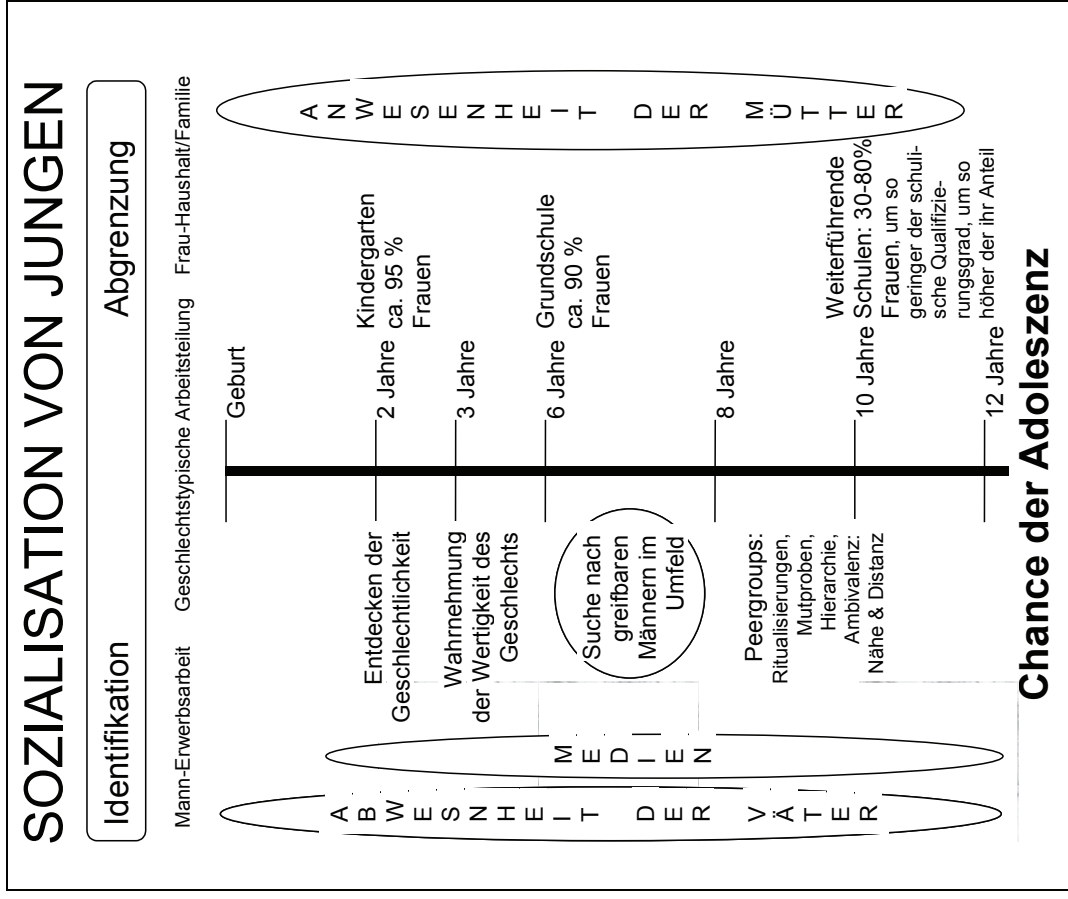 SOZIALISATION VON JUNGEN
Identifikation Abgrenzung
Mann-Erwerbsarbeit Geschlechtstypische Arbeitsteilung Frau-Haushalt/Familie
Geburt
2 Jahre
3 Jahre
6 Jahre
8 Jahre
10 Jahre
12 Jahre
Entdecken der
Geschlechtlichkeit
Wahrnehmung
der Wertigkeit des
Geschlechts
Suche nach
greifbaren
Männern im
Umfeld
Peergroups:
Ritualisierungen,
Mutproben,
Hierarchie,
Ambivalenz:
Nähe & Distanz
Kindergarten
ca. 95 %
Frauen
Grundschule
ca. 90 %
Frauen
Weiterführende
Schulen: 30-80%
Frauen, um so
geringer der schuli-
sche Qualifizie-
rungsgrad, um so
höher der ihr Anteil
ABWESNHEIT DER VÄTER
MEDIEN
ANWESENHEIT DER MÜTTER
Chance der Adoleszenz